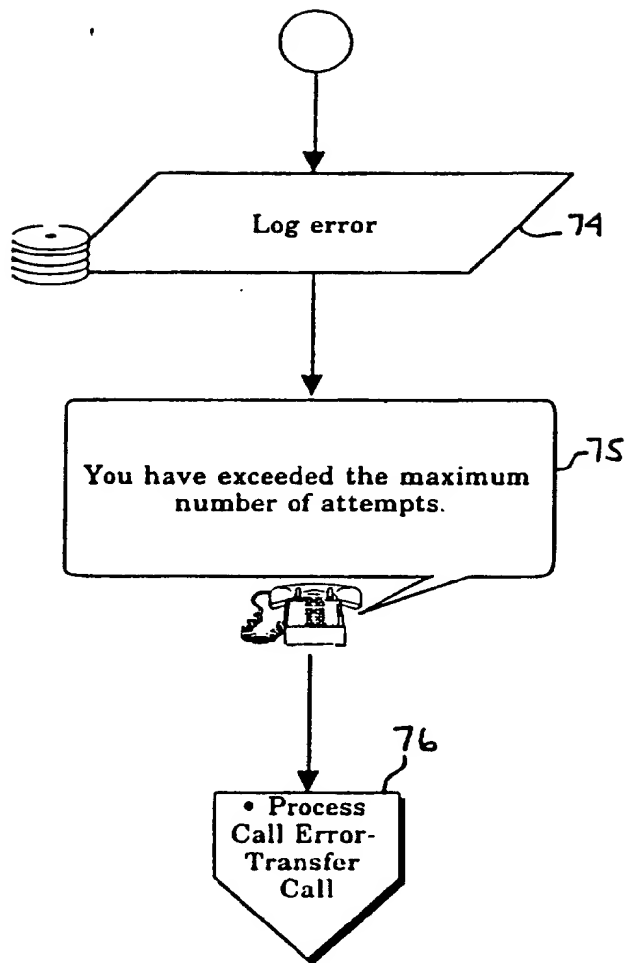 Log error
74
You have exceeded the maximum
number of attempts.
75
76
• Process
Call Error-
Transfer
Call